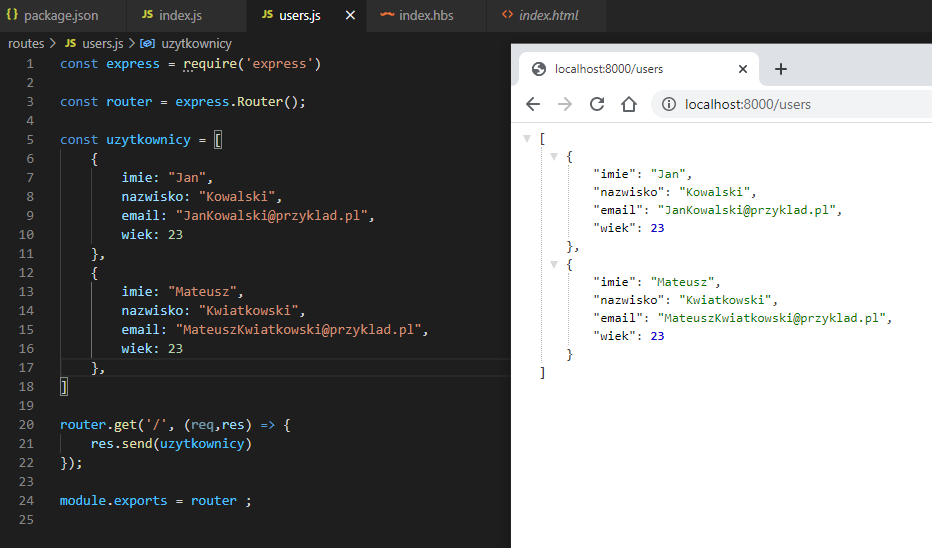 {} package.json
JS index.js
JS users.js
index.hbs
<> index.html
routes > JS users.js > uzytkownicy
1 const express = require('express')
2
3 const router = express.Router();
4
5 const uzytkownicy = [
6 {
7 imie: "Jan",
8 nazwisko: "Kowalski",
9 email: "JanKowalski@przyklad.pl",
10 wiek: 23
11 },
12 {
13 imie: "Mateusz",
14 nazwisko: "Kwiatkowski",
15 email: "MateuszKwiatkowski@przyklad.pl",
16 wiek: 23
17 },
18 ]
19
20 router.get('/', (req,res) => {
21 res.send(uzytkownicy)
22 });
23
24 module.exports = router ;
25
localhost:8000/users
localhost:8000/users
[
{
"imie": "Jan",
"nazwisko": "Kowalski",
"email": "JanKowalski@przyklad.pl",
"wiek": 23
},
{
"imie": "Mateusz",
"nazwisko": "Kwiatkowski",
"email": "MateuszKwiatkowski@przyklad.pl",
"wiek": 23
}
]